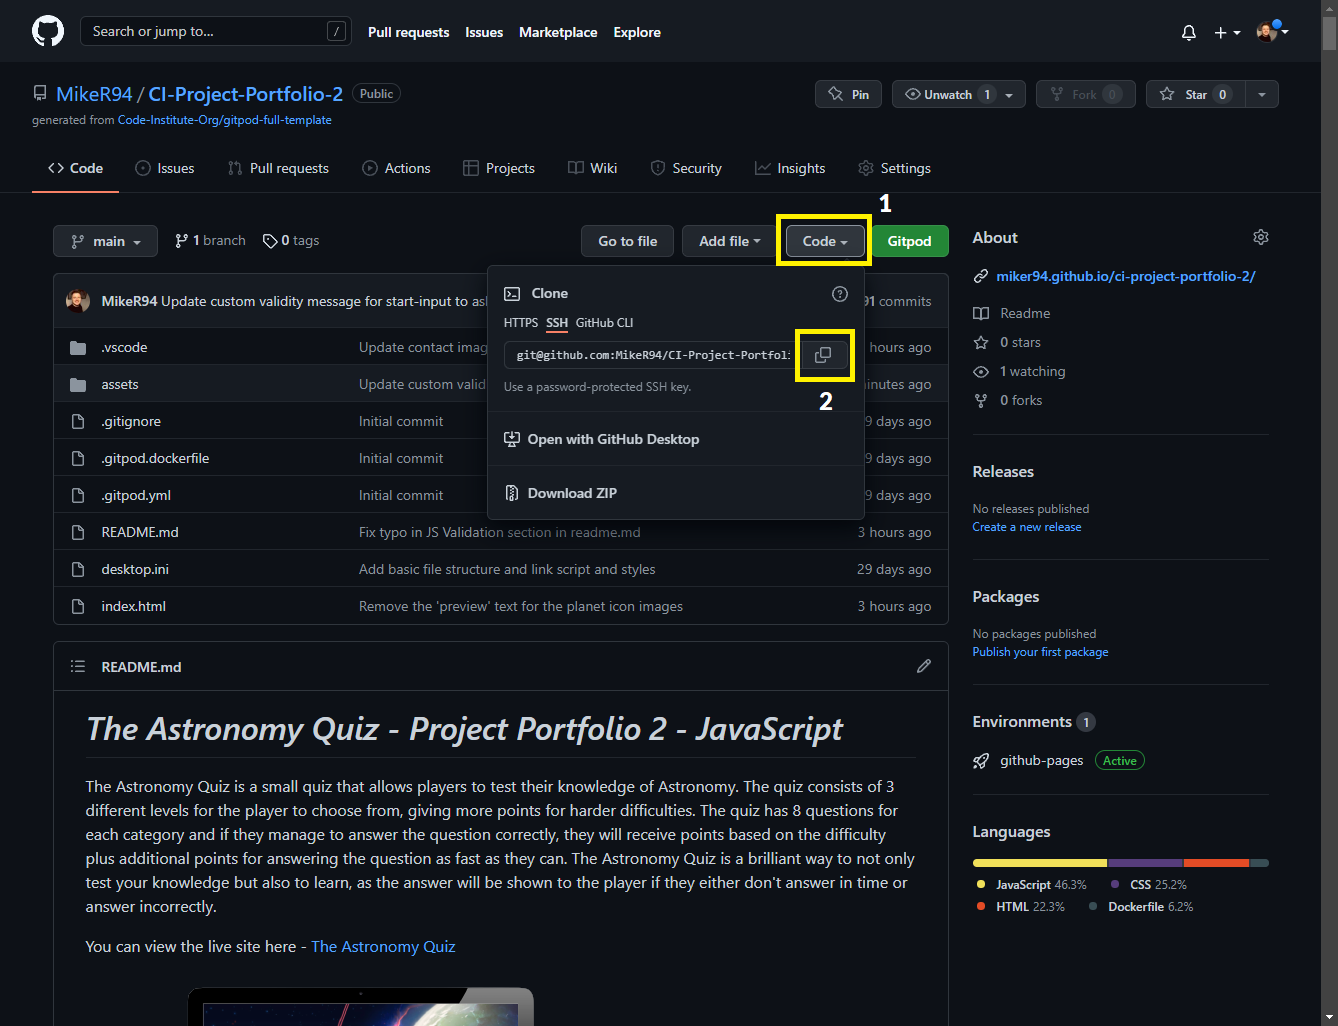 Search or jump to... /
Pull requests Issues Marketplace Explore
MikeR94 / CI-Project-Portfolio-2 Public
generated from Code-Institute-Org/gitpod-full-template
Pin Unwatch 1 Fork 0 Star 0
Code Issues Pull requests Actions Projects Wiki Security Insights Settings
1
main 1 branch 0 tags Go to file Add file Code Gitpod
MikeR94 Update custom validity message for start-input to as 91 commits
Clone
HTTPS SSH GitHub CLI
git@github.com:MikeR94/CI-Project-Portfoli
Use a password-protected SSH key.
2
Open with GitHub Desktop
Download ZIP
.vscode Update contact imag hours ago
assets Update custom valid inutes ago
.gitignore Initial commit 9 days ago
.gitpod.dockerfile Initial commit 9 days ago
.gitpod.yml Initial commit 9 days ago
README.md Fix typo in JS Validation section in readme.md 3 hours ago
desktop.ini Add basic file structure and link script and styles 29 days ago
index.html Remove the 'preview' text for the planet icon images 3 hours ago
README.md
The Astronomy Quiz - Project Portfolio 2 - JavaScript
The Astronomy Quiz is a small quiz that allows players to test their knowledge of Astronomy. The quiz consists of 3
different levels for the player to choose from, giving more points for harder difficulties. The quiz has 8 questions for
each category and if they manage to answer the question correctly, they will receive points based on the difficulty
plus additional points for answering the question as fast as they can. The Astronomy Quiz is a brilliant way to not only
test your knowledge but also to learn, as the answer will be shown to the player if they either don't answer in time or
answer incorrectly.
You can view the live site here - The Astronomy Quiz
About
miker94.github.io/ci-project-portfolio-2/
Readme
0 stars
1 watching
0 forks
Releases
No releases published
Create a new release
Packages
No packages published
Publish your first package
Environments 1
github-pages Active
Languages
JavaScript 46.3% CSS 25.2%
HTML 22.3% Dockerfile 6.2%